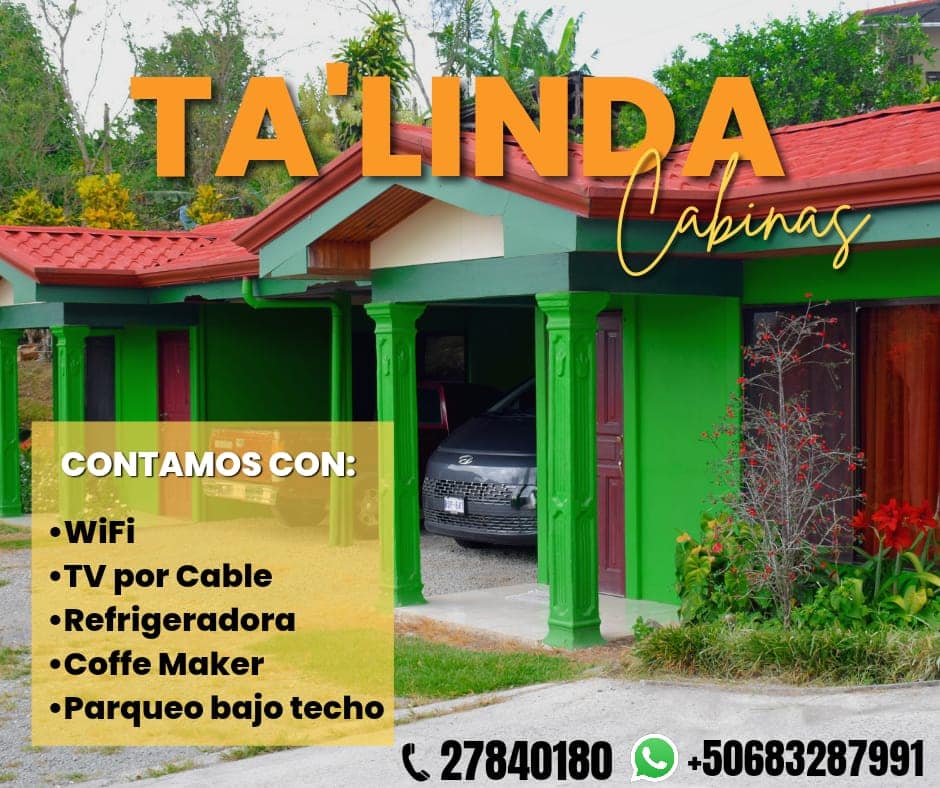 TA'LINDA
Cabinas
CONTAMOS CON:
•WiFi
•TV por Cable
•Refrigeradora
•Coffe Maker
•Parqueo bajo techo
27840180
+50683287991